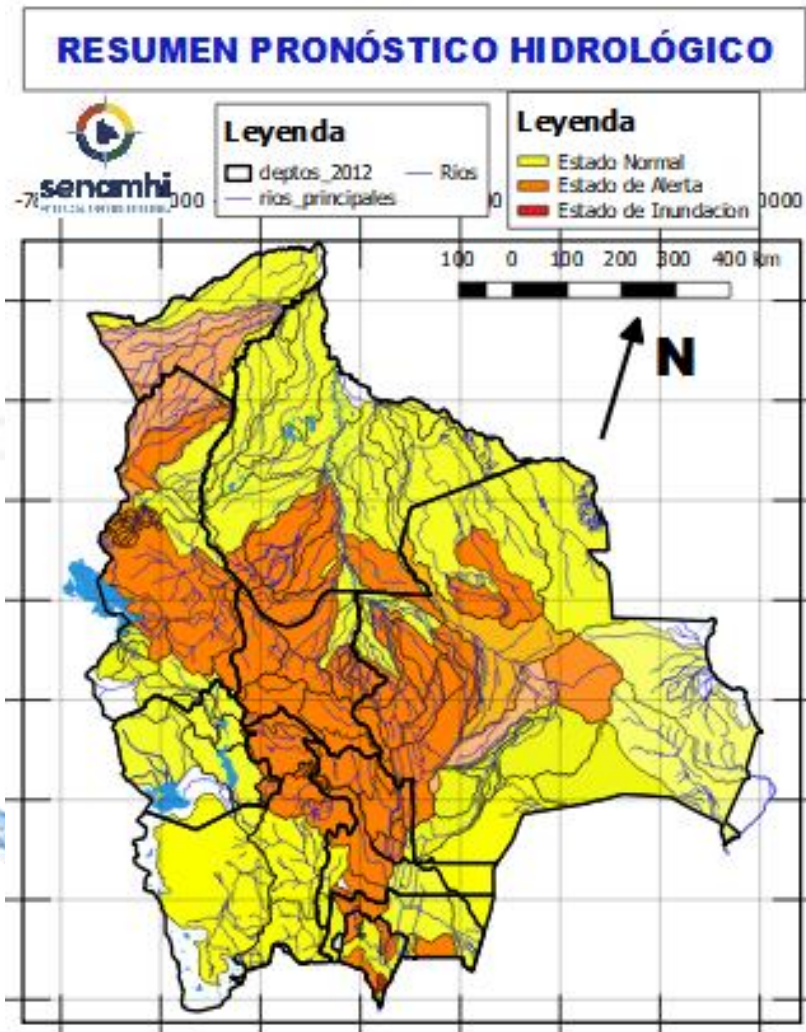 RESUMEN PRONÓSTICO HIDROLÓGICO
senamhi
Leyenda
deptos_2012
Rios
rios_principales
Leyenda
Estado Normal
Estado de Alerta
Estado de Inundacion
100 0 100 200 300 400 km
N